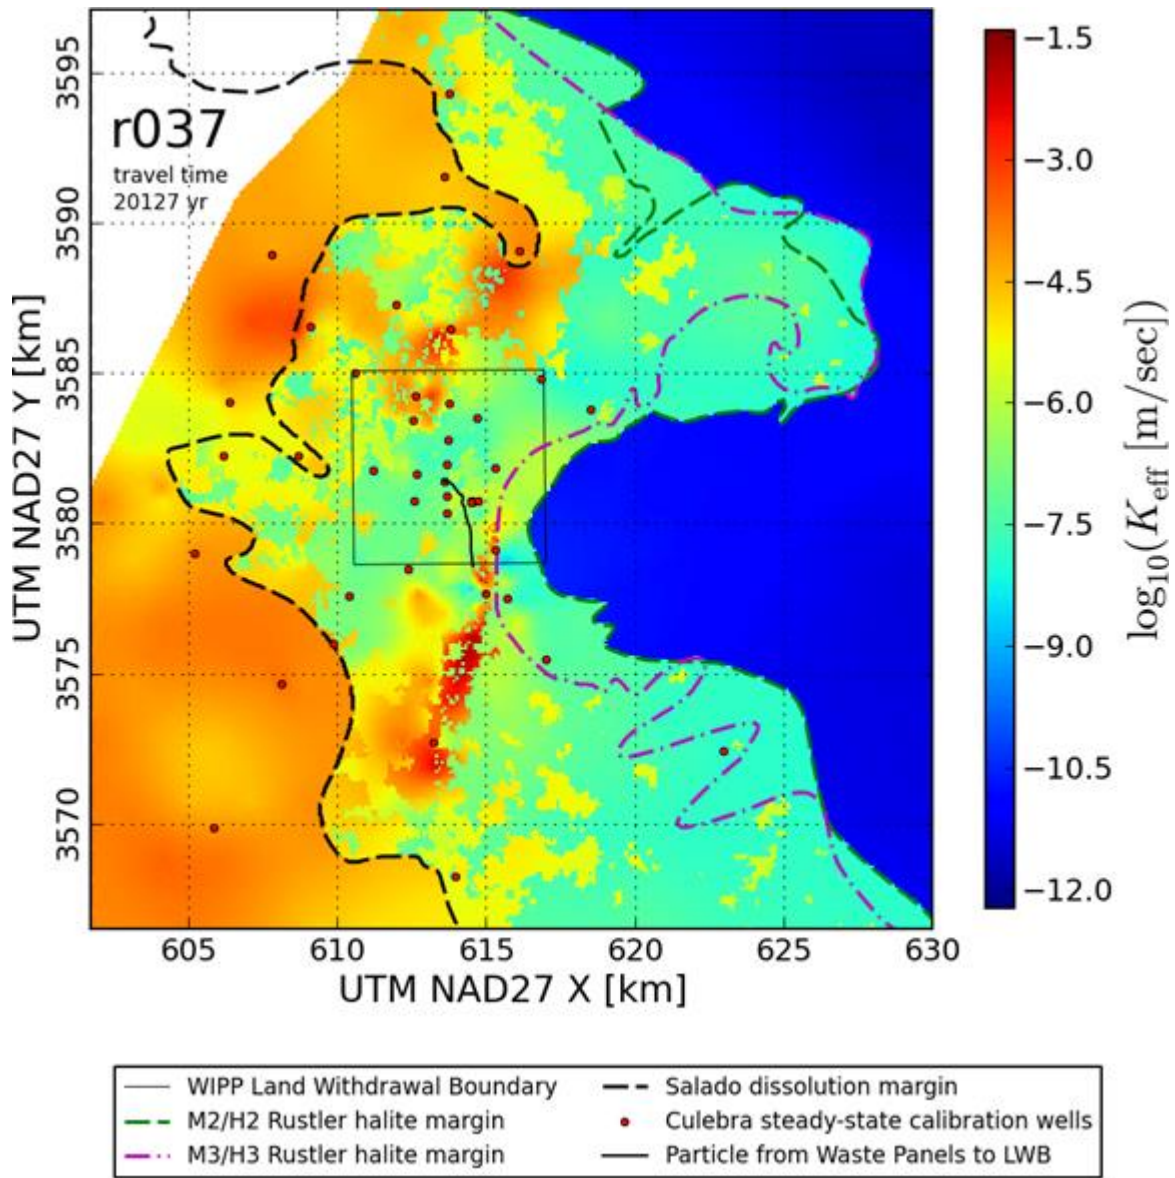 r037
travel time
20127 yr
UTM NAD27 Y [km]
3595
3590
3585
3580
3575
3570
605
610
615
620
625
630
UTM NAD27 X [km]
−1.5
−3.0
−4.5
−6.0
−7.5
−9.0
−10.5
−12.0
log₁₀(K_eff [m/sec])
WIPP Land Withdrawal Boundary
M2/H2 Rustler halite margin
M3/H3 Rustler halite margin
Salado dissolution margin
Culebra steady-state calibration wells
Particle from Waste Panels to LWB